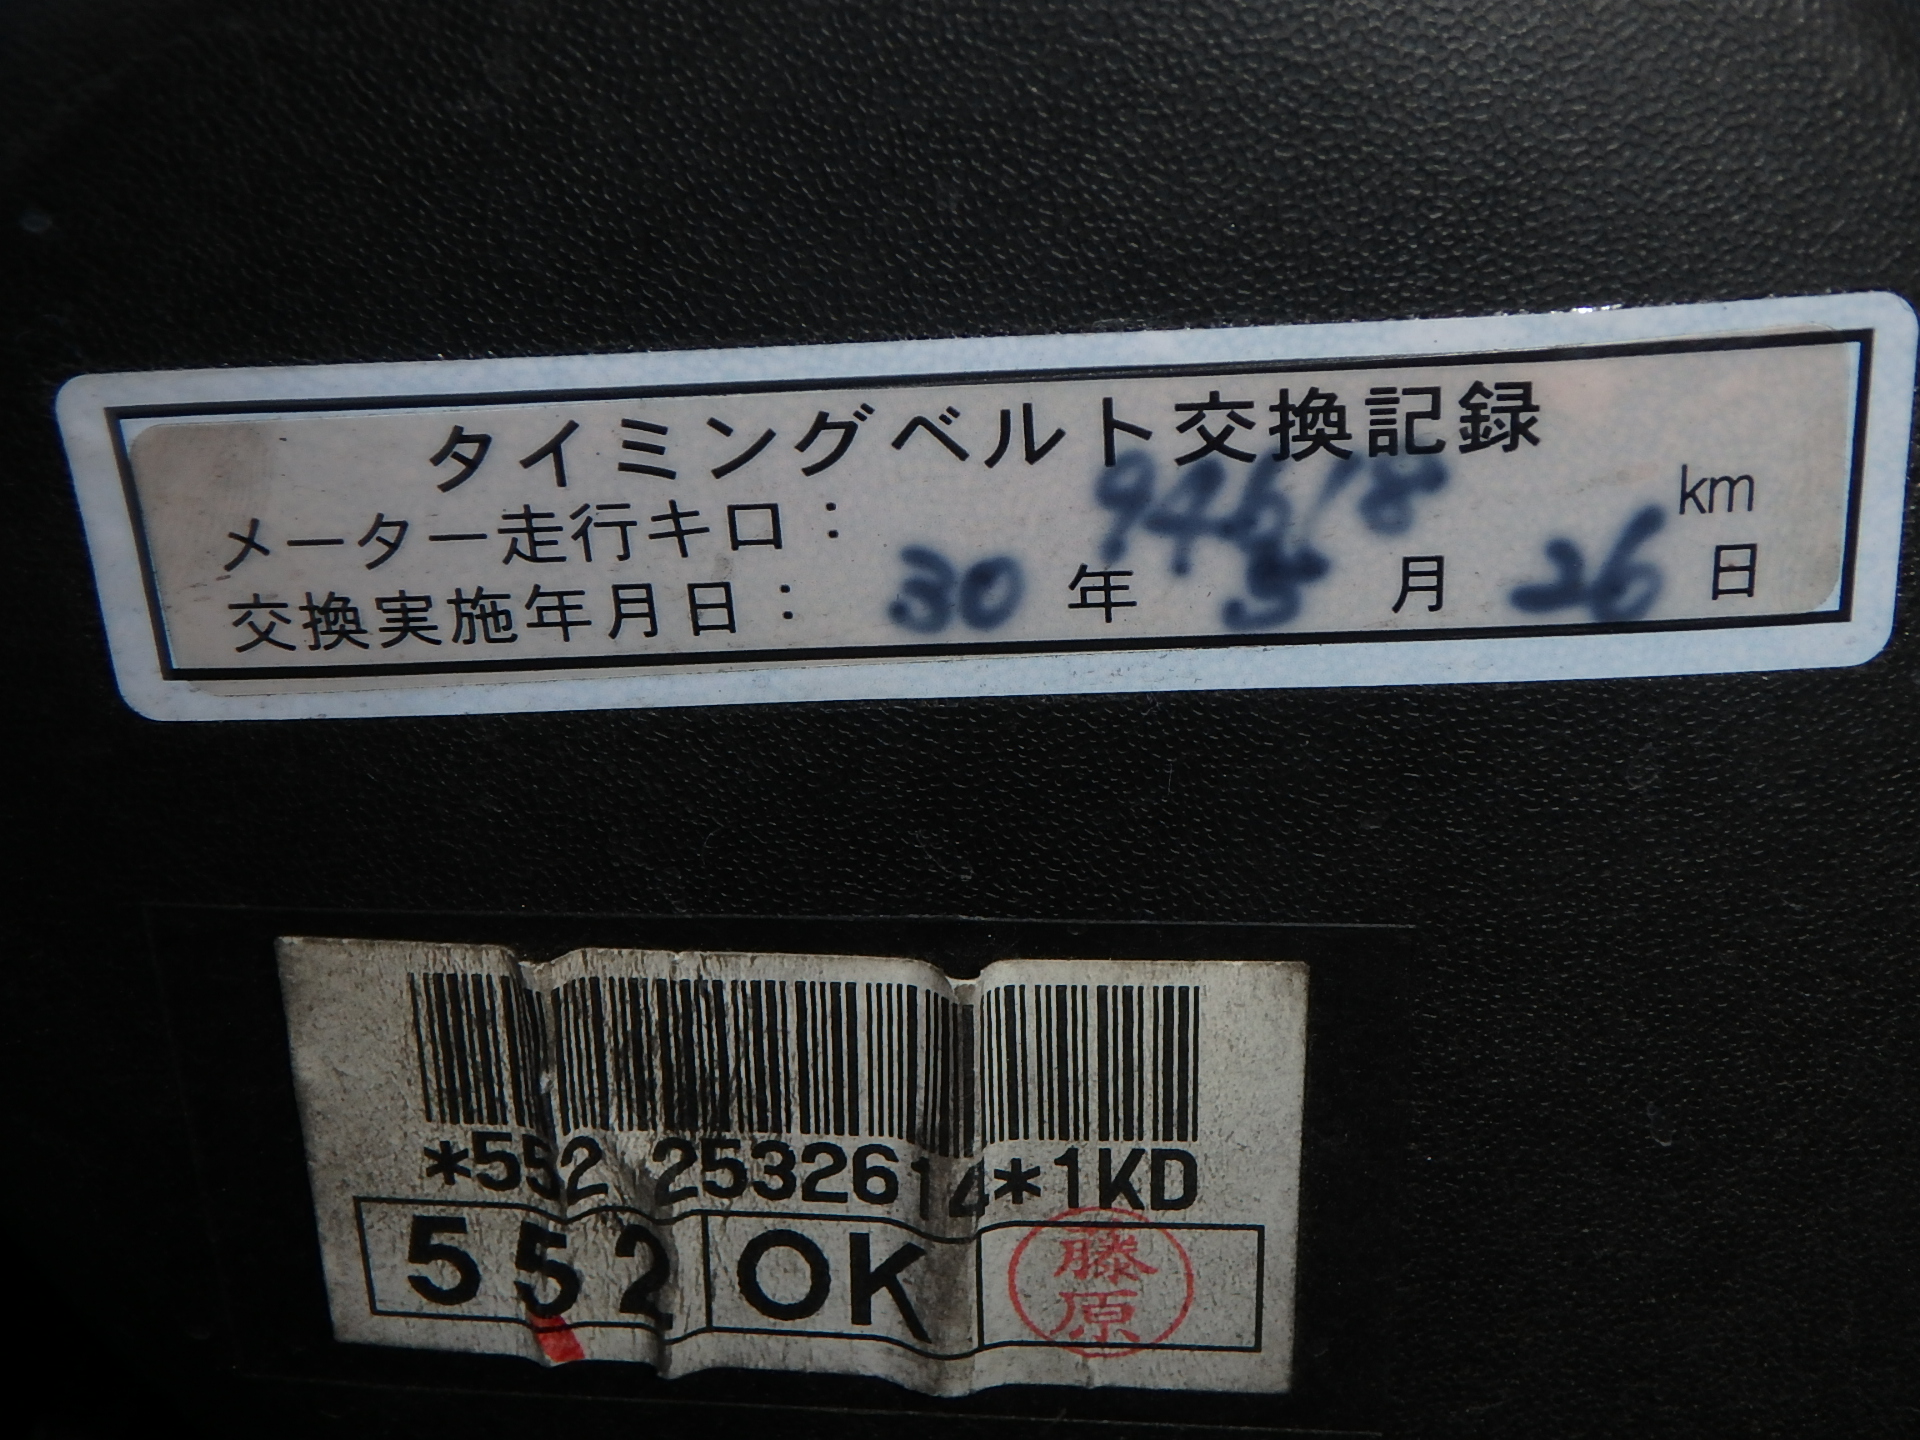 タイミングベルト交換記録
メーター走行キロ： 94618 km
交換実施年月日： 30 年 5 月 26 日
*552 2532614*1KD
552 OK 藤原